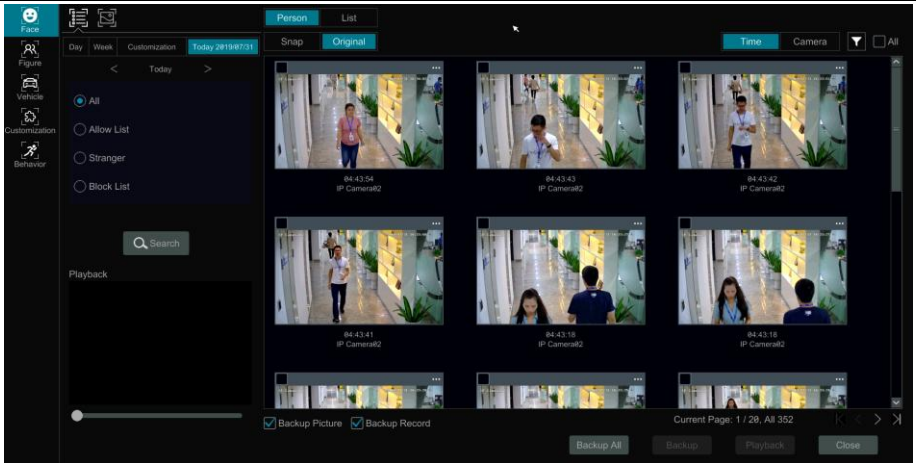 Face
Figure
Vehicle
Customization
Behavior
Day Week Customization Today 2019/07/31
< Today >
All
Allow List
Stranger
Block List
Search
Playback
Person List
Snap Original
Time Camera All
04:43:54
IP Camera02
04:43:43
IP Camera02
04:43:42
IP Camera02
04:43:41
IP Camera02
04:43:18
IP Camera02
04:43:18
IP Camera02
Backup Picture Backup Record
Current Page: 1 / 20, All 352
Backup All Backup Playback Close